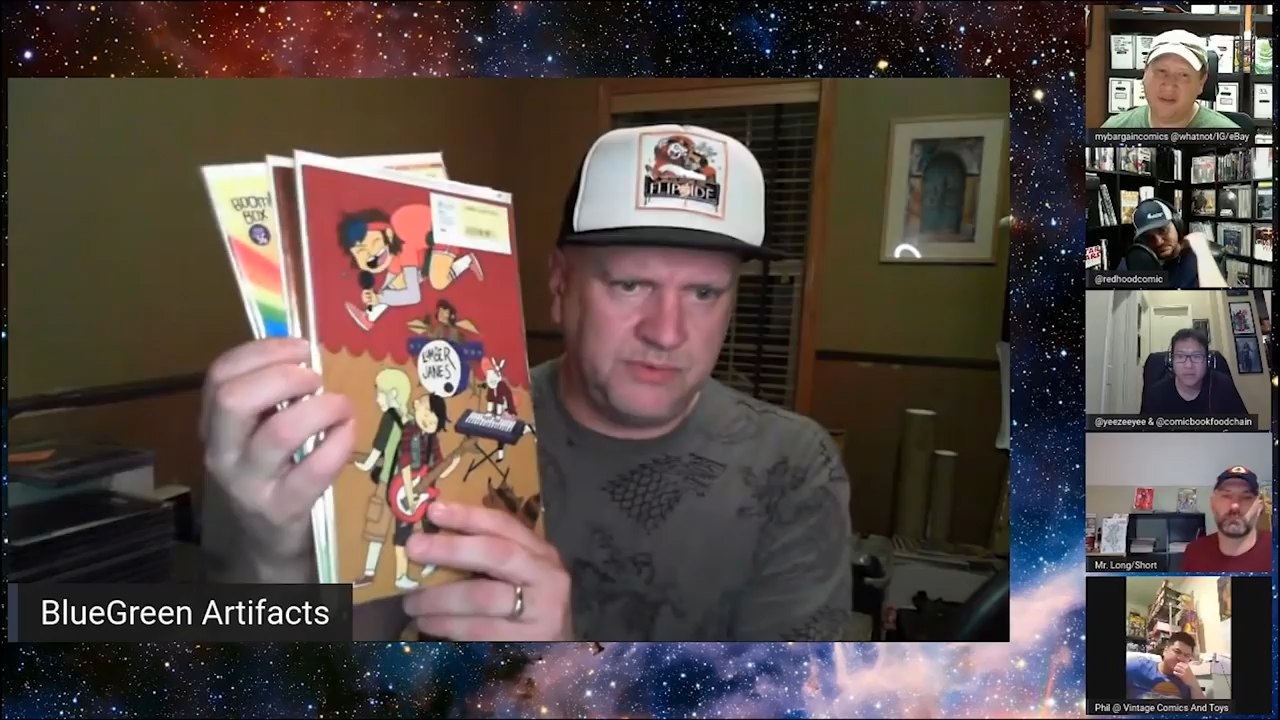 BOOM!
BOX
LUMBER
JANES
FLIPSIDE
BlueGreen Artifacts
mybargaincomics @whatnot/IG/eBay
@redhoodcomic
@yeezeeyee & @comicbookfoodchain
Mr. Long/Short
Phil @ Vintage Comics And Toys